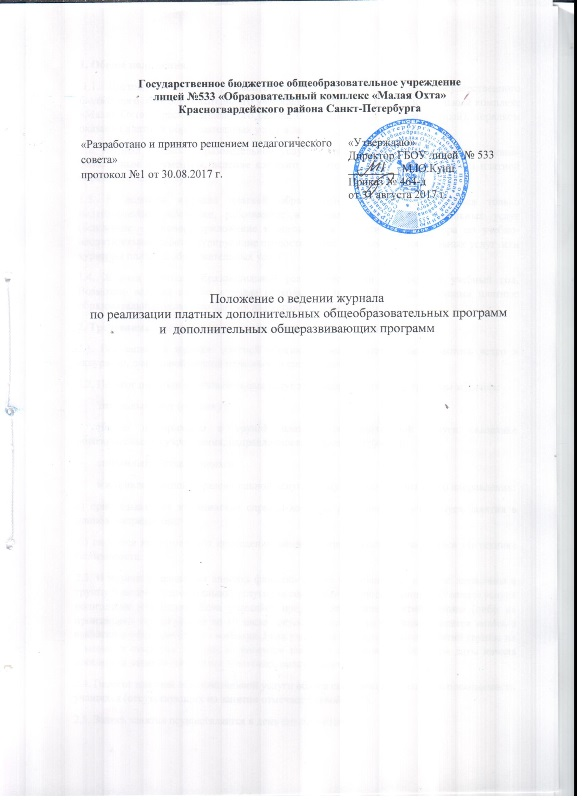 Государственное бюджетное общеобразовательное учреждение
лицей №533 «Образовательный комплекс «Малая Охта»
Красногвардейского района Санкт-Петербурга
«Разработано и принято решением педагогического
совета»
протокол №1 от 30.08.2017 г.
«Утверждаю»
Директор ГБОУ лицей № 533
Приказ № 464-д
от 31 августа 2017 г.
Положение о ведении журнала
по реализации платных дополнительных общеобразовательных программ
и дополнительных общеразвивающих программ